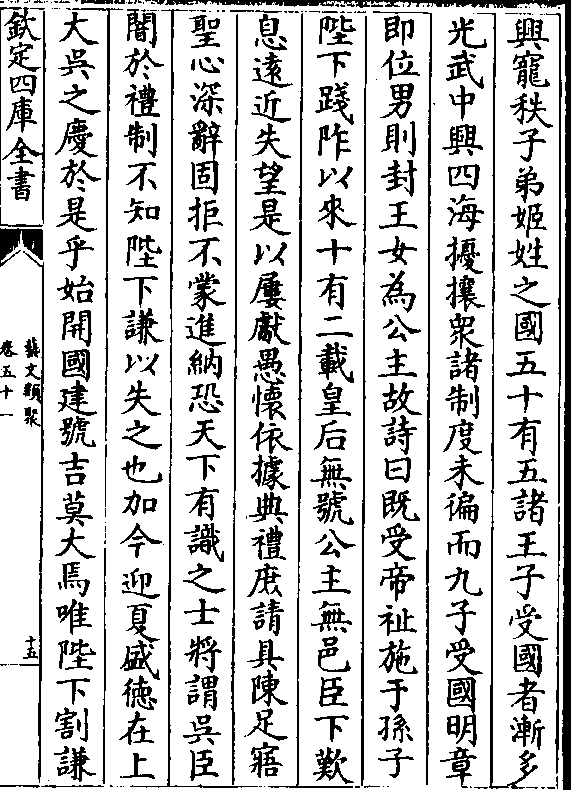 興寵秩子弟姬姓之國五十有五諸王子受國者漸多
光武中興四海擾攘衆諸制度未徧而九子受國明章
即位男則封王女為公主故詩曰既受帝祉施于孫子
陛下踐阼以來十有二載皇后無號公主無邑臣下歎
息遠近失望是以屢獻愚懷依據典禮庶請具陳足寤
聖心深辭固拒不蒙進納恐天下有識之士將謂吳臣
闇於禮制不知陛下謙以失之也加今迎夏盛徳在上
大吳之慶於是乎始開國建號吉莫大焉唯陛下割謙
欽定四庫全書
藝文類聚
卷五十一
十五